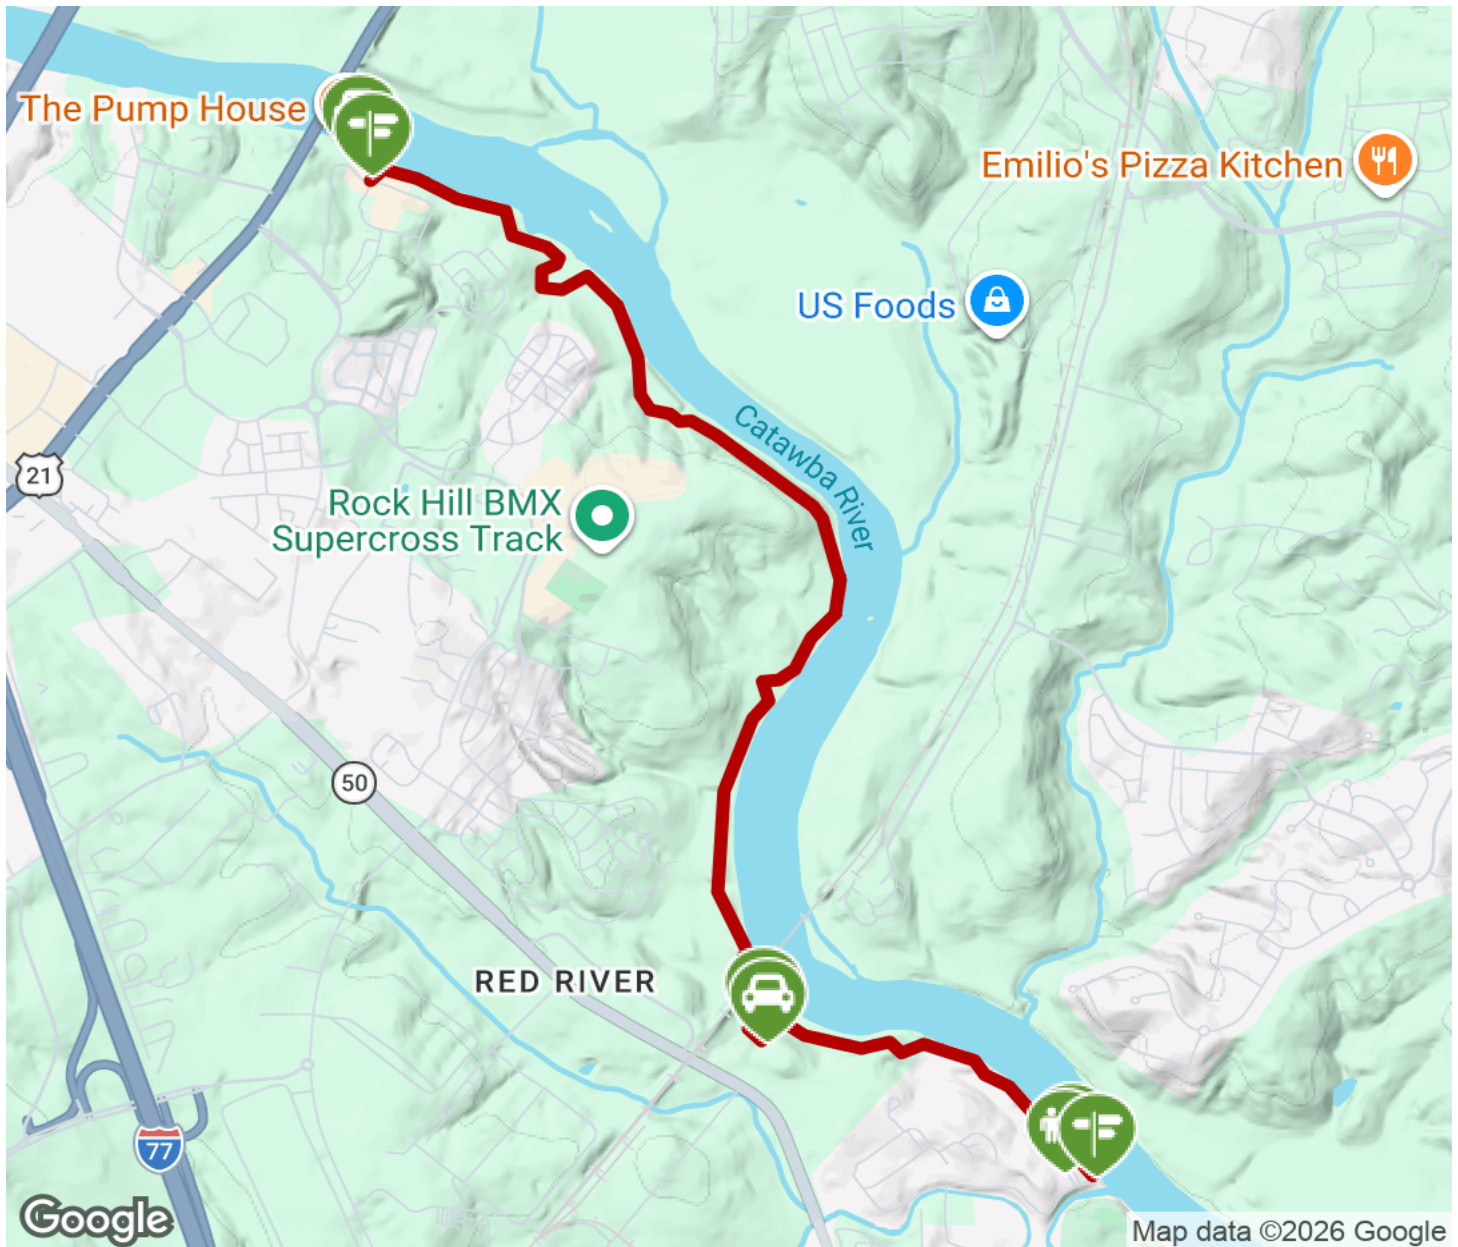 The Pump House
Emilio's Pizza Kitchen
US Foods
Catawba River
21
Rock Hill BMX
Supercross Track
50
RED RIVER
77
Google
Map data ©2026 Google